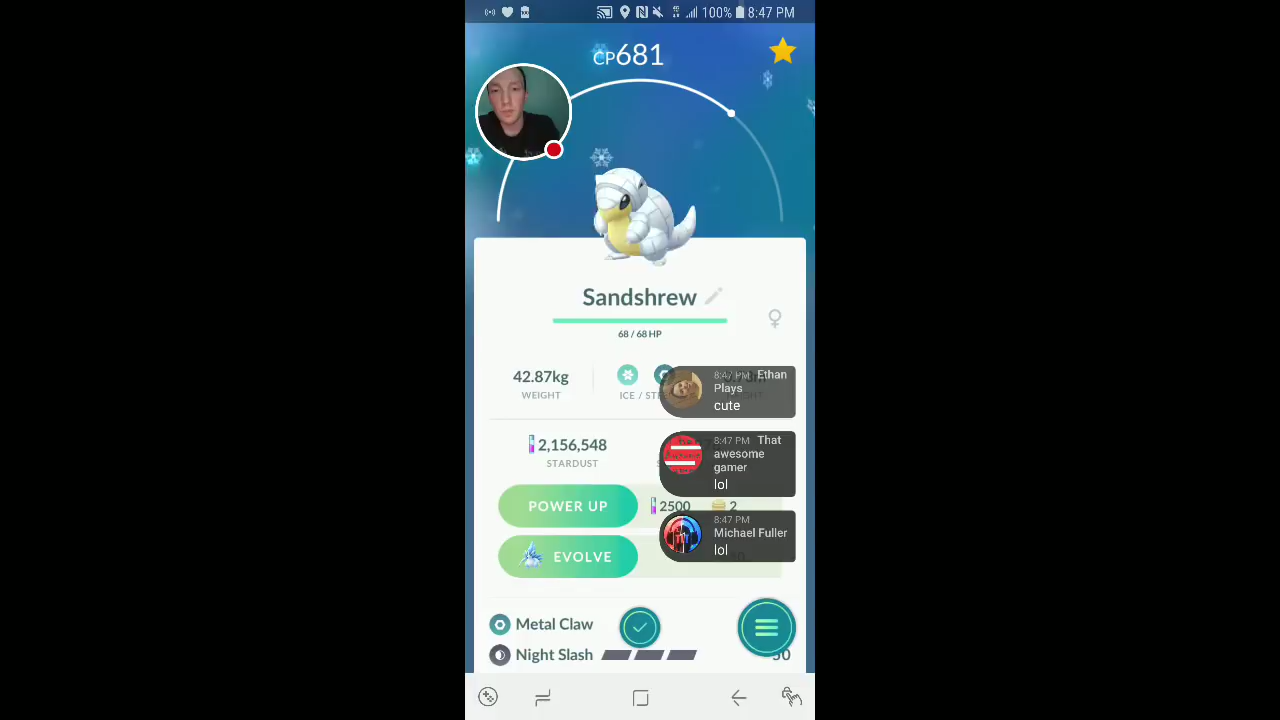 100% 8:47 PM
CP681
Sandshrew
68 / 68 HP
42.87kg
WEIGHT
ICE /
8:47 PM Ethan
Plays
cute
2,156,548
STARDUST
8:47 PM That
awesome
gamer
lol
POWER UP
2500
2
8:47 PM
Michael Fuller
lol
EVOLVE
Metal Claw
Night Slash
50